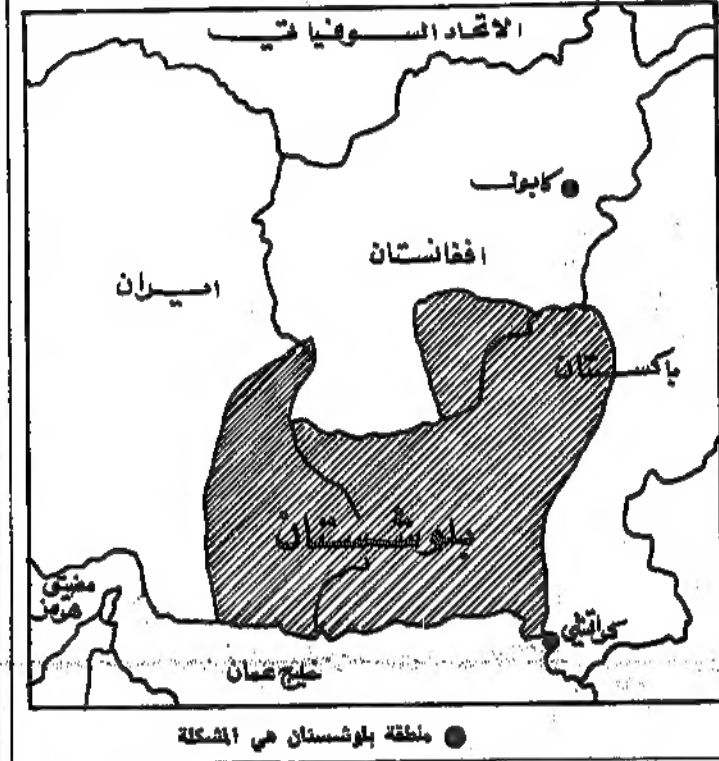 الاتحاد السوفياتي
كابول
افغانستان
ايران
باكستان
بلوشستان
مضيق
هرمز
كراتشي
خليج عمان
● منطقة بلوشستان هي المشكلة